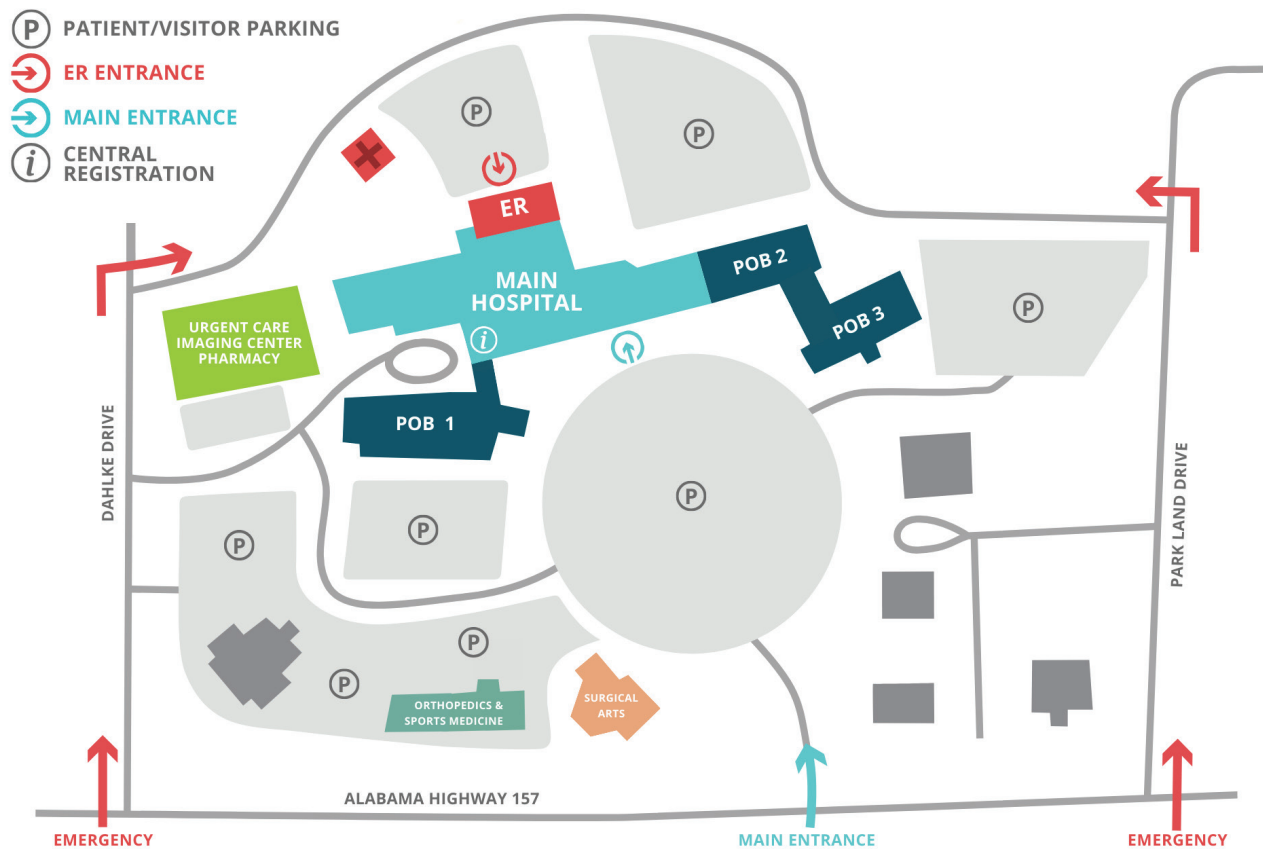 P PATIENT/VISITOR PARKING
ER ENTRANCE
MAIN ENTRANCE
i CENTRAL
REGISTRATION
P
P
ER
MAIN
HOSPITAL
POB 2
POB 3
P
URGENT CARE
IMAGING CENTER
PHARMACY
i
POB 1
DAHLKE DRIVE
P
P
P
PARK LAND DRIVE
P
P
ORTHOPEDICS &
SPORTS MEDICINE
SURGICAL
ARTS
ALABAMA HIGHWAY 157
EMERGENCY
MAIN ENTRANCE
EMERGENCY